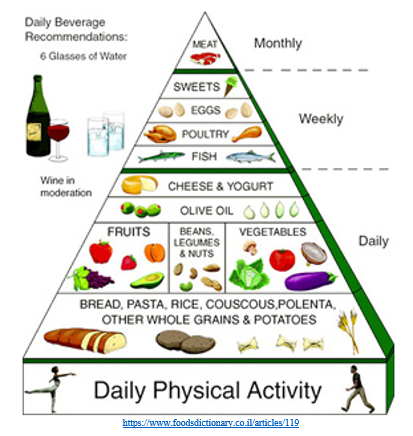 Daily Beverage
Recommendations:
6 Glasses of Water
Wine in
moderation
MEAT
Monthly
SWEETS
EGGS
Weekly
POULTRY
FISH
CHEESE & YOGURT
OLIVE OIL
Daily
FRUITS
BEANS,
LEGUMES
& NUTS
VEGETABLES
BREAD, PASTA, RICE, COUSCOUS,POLENTA,
OTHER WHOLE GRAINS & POTATOES
Daily Physical Activity
https://www.foodsdictionary.co.il/articles/119